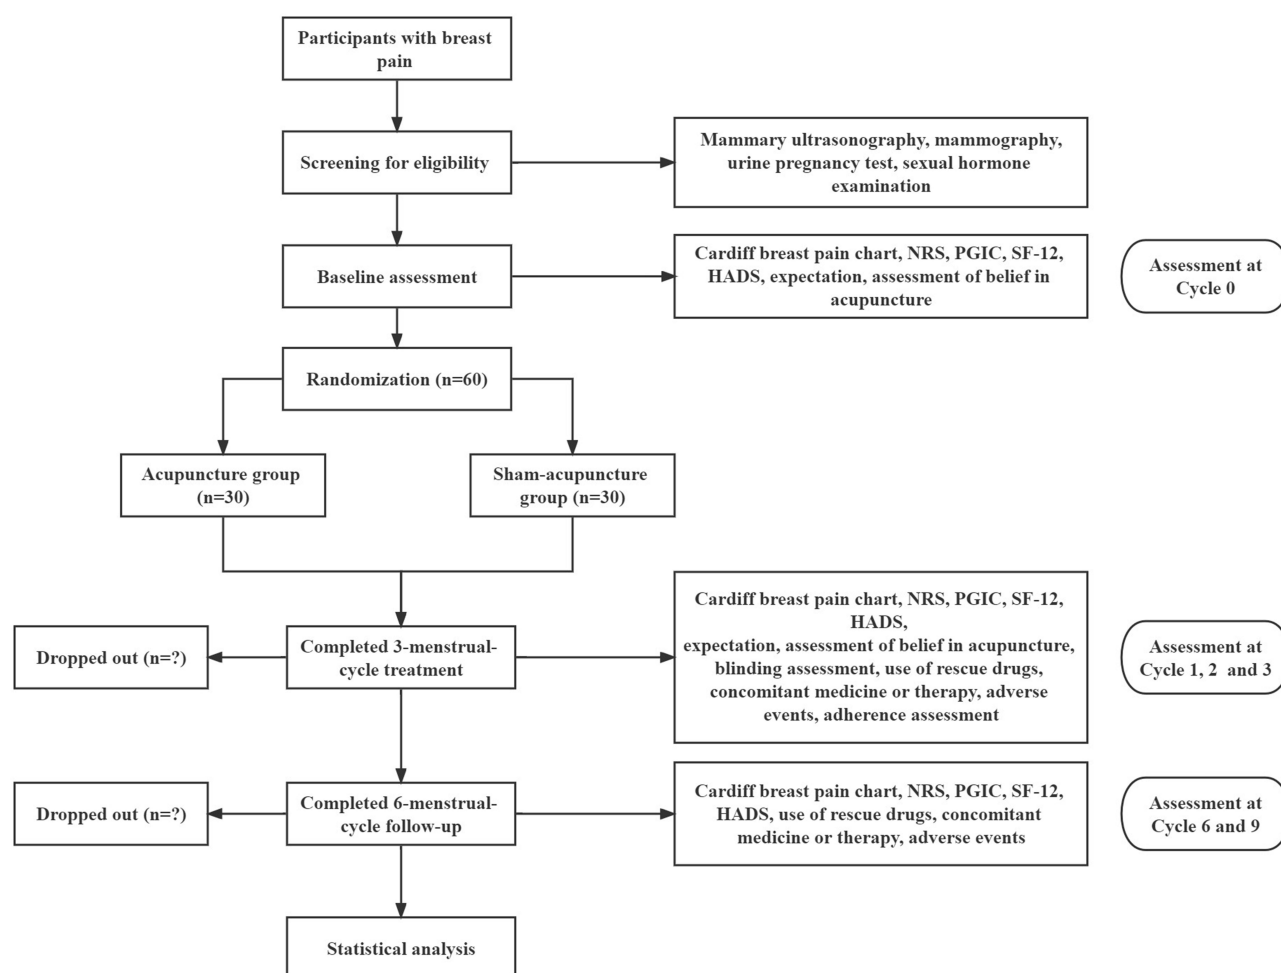 Participants with breast
pain
Screening for eligibility
Mammary ultrasonography, mammography,
urine pregnancy test, sexual hormone
examination
Baseline assessment
Cardiff breast pain chart, NRS, PGIC, SF-12,
HADS, expectation, assessment of belief in
acupuncture
Assessment at
Cycle 0
Randomization (n=60)
Acupuncture group
(n=30)
Sham-acupuncture
group (n=30)
Dropped out (n=?)
Completed 3-menstrual-
cycle treatment
Cardiff breast pain chart, NRS, PGIC, SF-12,
HADS,
expectation, assessment of belief in acupuncture,
blinding assessment, use of rescue drugs,
concomitant medicine or therapy, adverse
events, adherence assessment
Assessment at
Cycle 1, 2 and 3
Dropped out (n=?)
Completed 6-menstrual-
cycle follow-up
Cardiff breast pain chart, NRS, PGIC, SF-12,
HADS, use of rescue drugs, concomitant
medicine or therapy, adverse events
Assessment at
Cycle 6 and 9
Statistical analysis